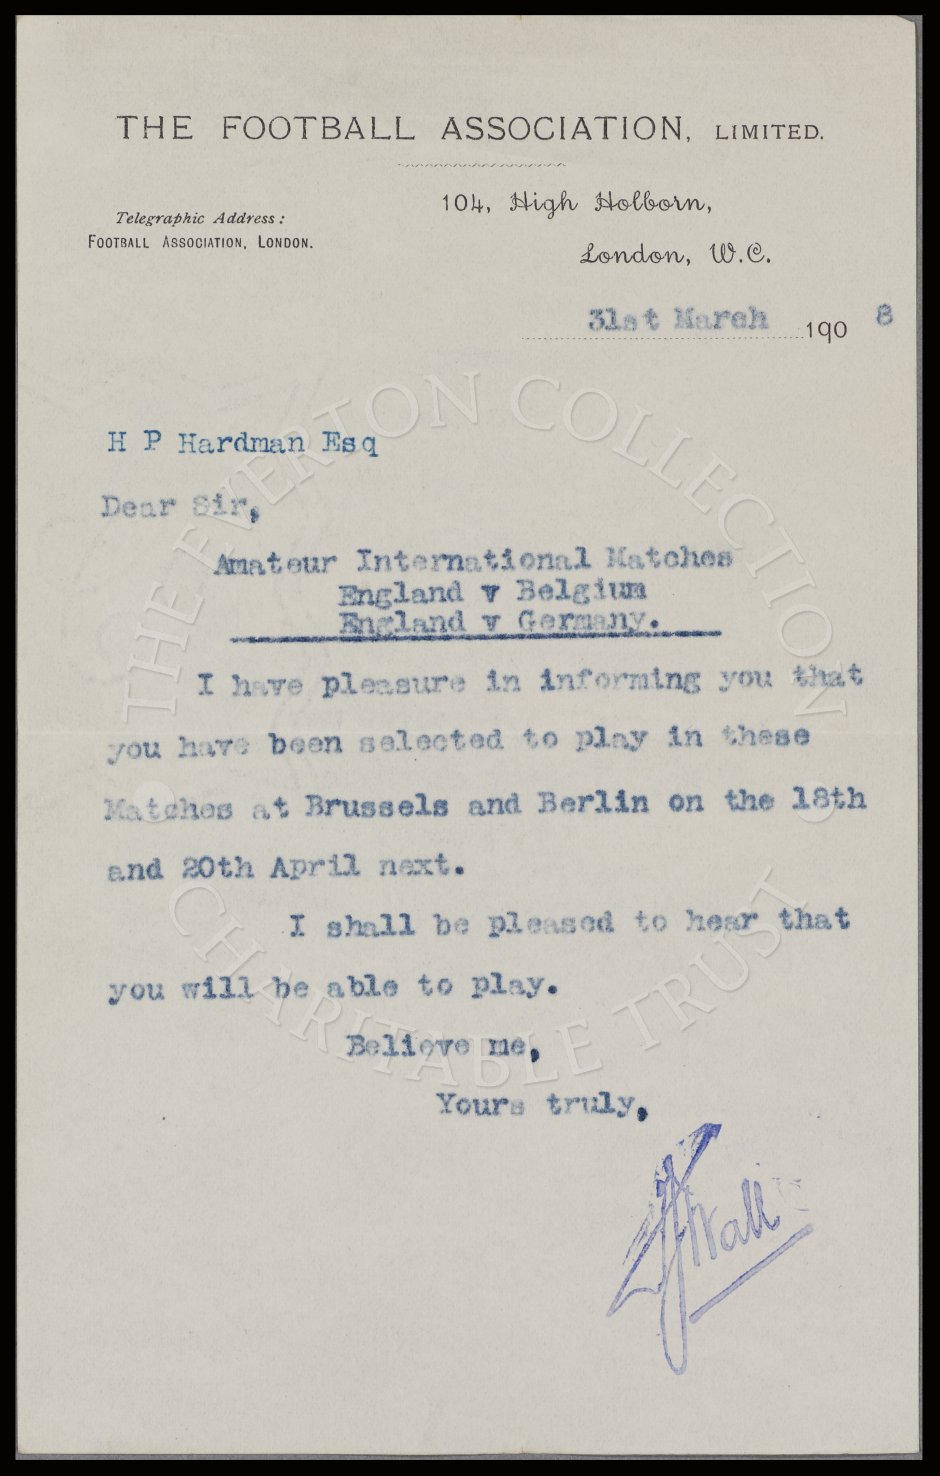 THE FOOTBALL ASSOCIATION, LIMITED.
104, High Holborn,
Telegraphic Address:
FOOTBALL ASSOCIATION, LONDON.
London, W.C.
31st March 1908
H P Hardman Esq
Dear Sir,
Amateur International Matches
England v Belgium
England v Germany.
I have pleasure in informing you that
you have been selected to play in these
Matches at Brussels and Berlin on the 18th
and 20th April next.
I shall be pleased to hear that
you will be able to play.
Believe me,
Yours truly,
FJWall
THE EVERTON COLLECTION
CHARITABLE TRUST